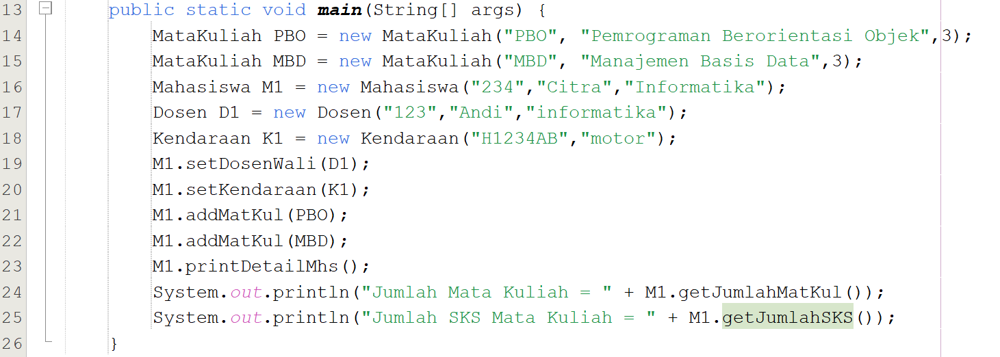 13 public static void main(String[] args) {
14 MataKuliah PBO = new MataKuliah("PBO", "Pemrograman Berorientasi Objek",3);
15 MataKuliah MBD = new MataKuliah("MBD", "Manajemen Basis Data",3);
16 Mahasiswa M1 = new Mahasiswa("234","Citra","Informatika");
17 Dosen D1 = new Dosen("123","Andi","informatika");
18 Kendaraan K1 = new Kendaraan("H1234AB","motor");
19 M1.setDosenWali(D1);
20 M1.setKendaraan(K1);
21 M1.addMatKul(PBO);
22 M1.addMatKul(MBD);
23 M1.printDetailMhs();
24 System.out.println("Jumlah Mata Kuliah = " + M1.getJumlahMatKul());
25 System.out.println("Jumlah SKS Mata Kuliah = " + M1.getJumlahSKS());
26 }